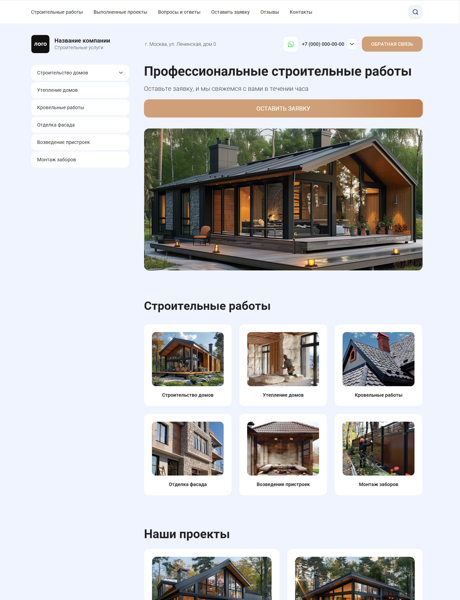 Строительные работы Выполненные проекты Вопросы и ответы Оставить заявку Отзывы Контакты
ЛОГО
Название компании
Строительные услуги
г. Москва, ул. Ленинская, дом 0
+7 (000) 000-00-00
ОБРАТНАЯ СВЯЗЬ
Строительство домов
Утепление домов
Кровельные работы
Отделка фасада
Возведение пристроек
Монтаж заборов
Профессиональные строительные работы
Оставьте заявку, и мы свяжемся с вами в течении часа
ОСТАВИТЬ ЗАЯВКУ
Строительные работы
Строительство домов
Утепление домов
Кровельные работы
Отделка фасада
Возведение пристроек
Монтаж заборов
Наши проекты